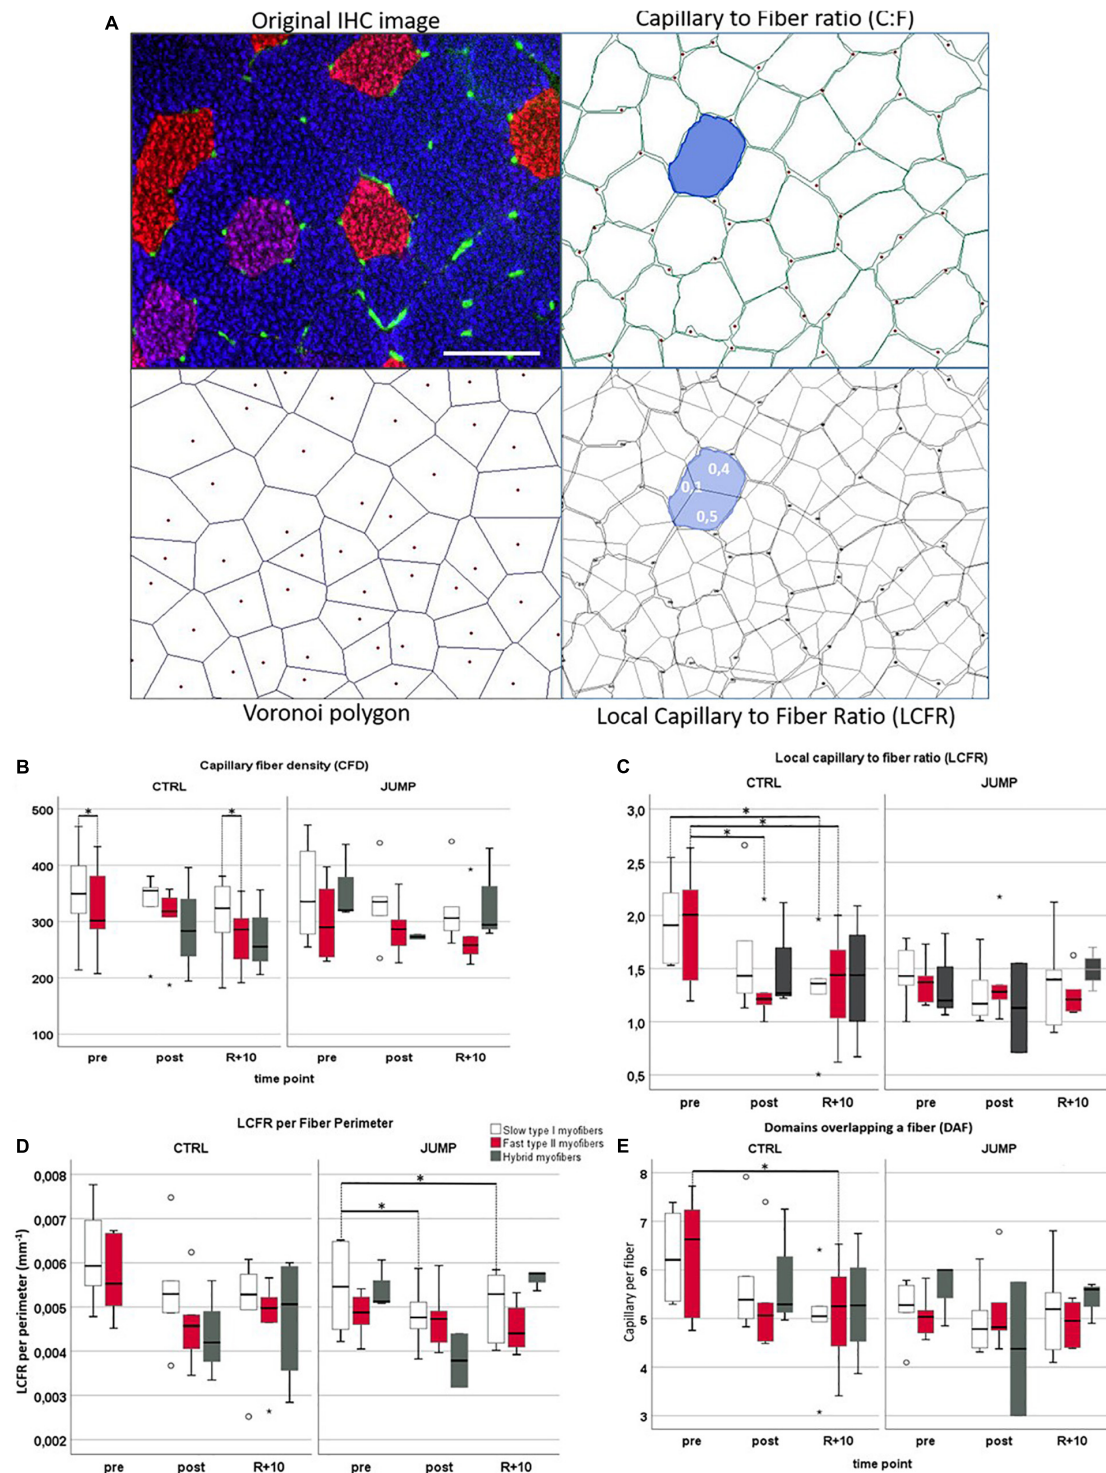 A
Original IHC image
Capillary to Fiber ratio (C:F)
0,4
0,1
0,5
Voronoi polygon
Local Capillary to Fiber Ratio (LCFR)
B
Capillary fiber density (CFD)
CTRL
JUMP
500
400
300
200
100
*
*
*
*
*
pre
post
R+10
pre
post
R+10
time point
C
Local capillary to fiber ratio (LCFR)
CTRL
JUMP
3,0
2,5
2,0
1,5
1,0
0,5
*
*
*
*
*
*
*
pre
post
R+10
pre
post
R+10
D
LCFR per Fiber Perimeter
Slow type I myofibers
Fast type II myofibers
Hybrid myofibers
CTRL
JUMP
LCFR per perimeter (mm⁻¹)
0,008
0,007
0,006
0,005
0,004
0,003
0,002
*
*
*
pre
post
R+10
pre
post
R+10
E
Domains overlapping a fiber (DAF)
CTRL
JUMP
Capillary per fiber
8
7
6
5
4
3
*
*
pre
post
R+10
pre
post
R+10
time point